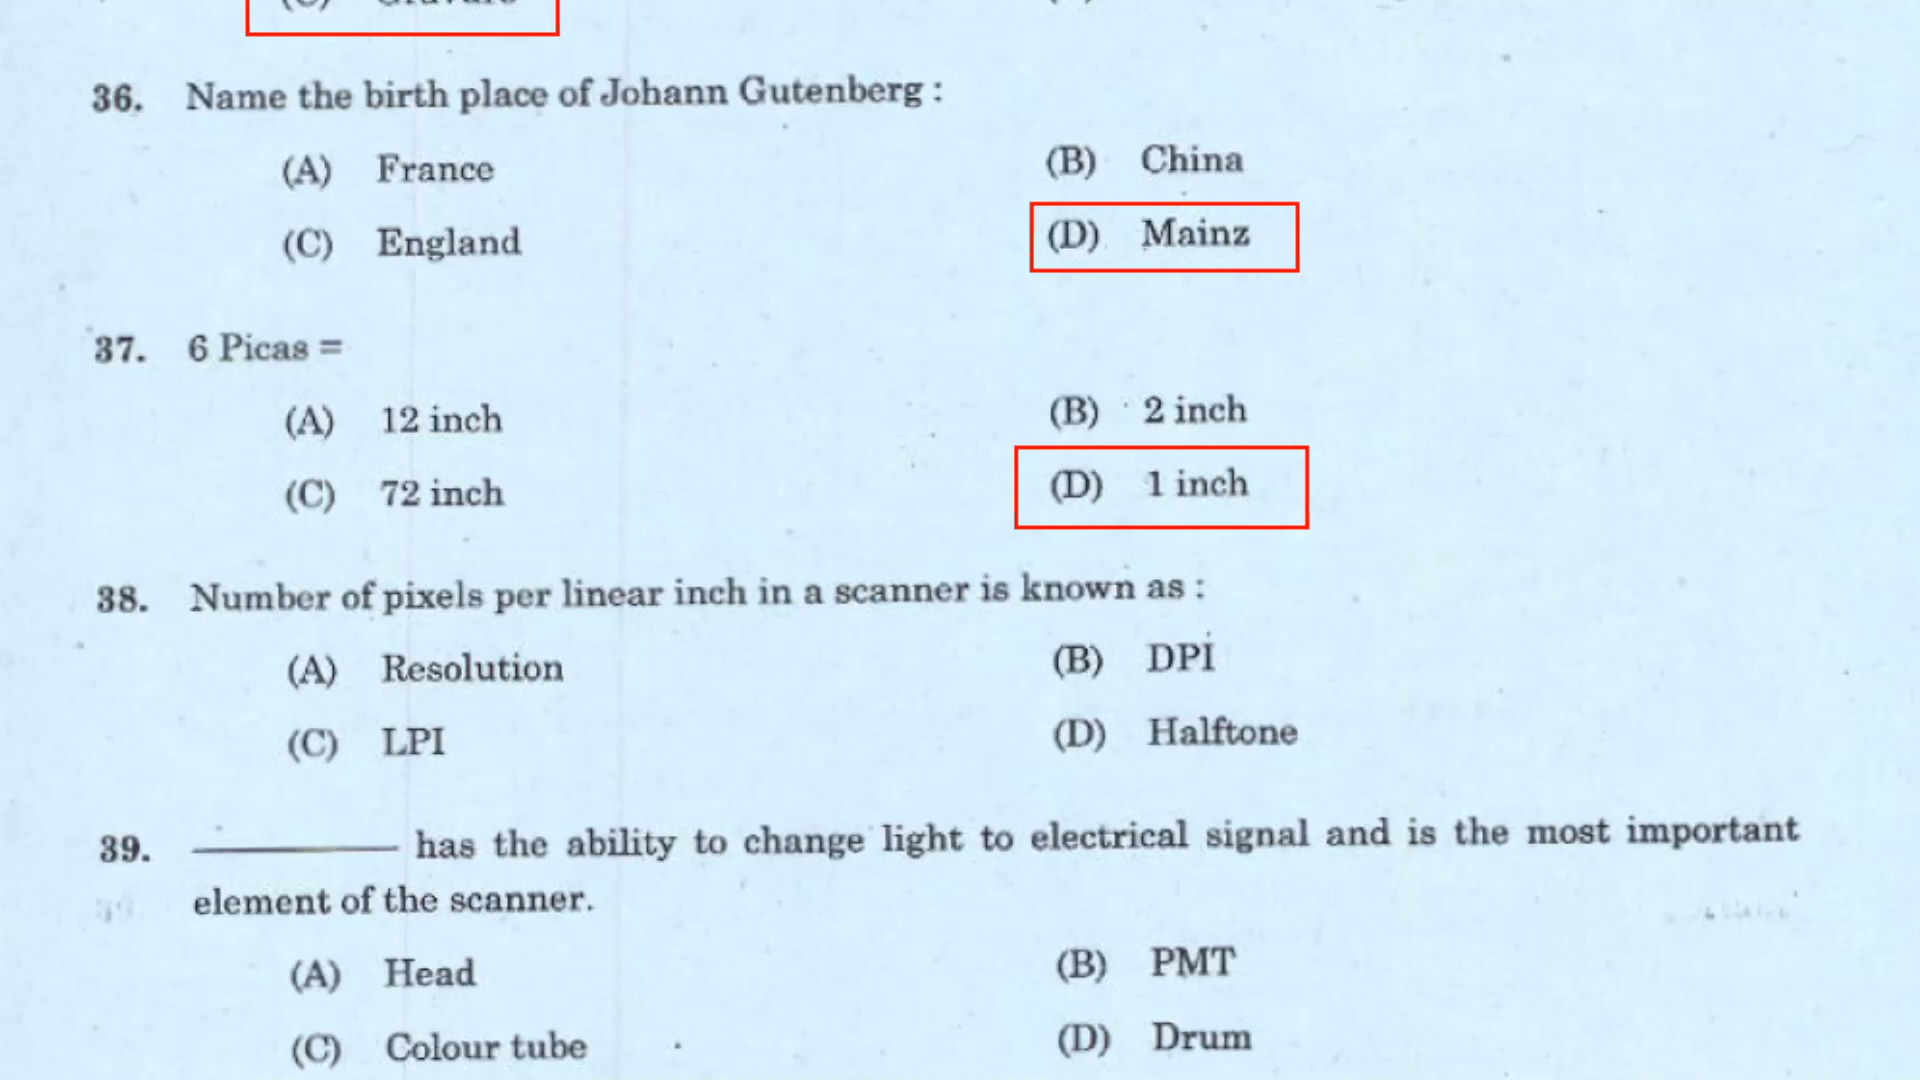 36. Name the birth place of Johann Gutenberg :
(A) France (B) China
(C) England (D) Mainz
37. 6 Picas =
(A) 12 inch (B) 2 inch
(C) 72 inch (D) 1 inch
38. Number of pixels per linear inch in a scanner is known as :
(A) Resolution (B) DPI
(C) LPI (D) Halftone
39. ________ has the ability to change light to electrical signal and is the most important
element of the scanner.
(A) Head (B) PMT
(C) Colour tube (D) Drum